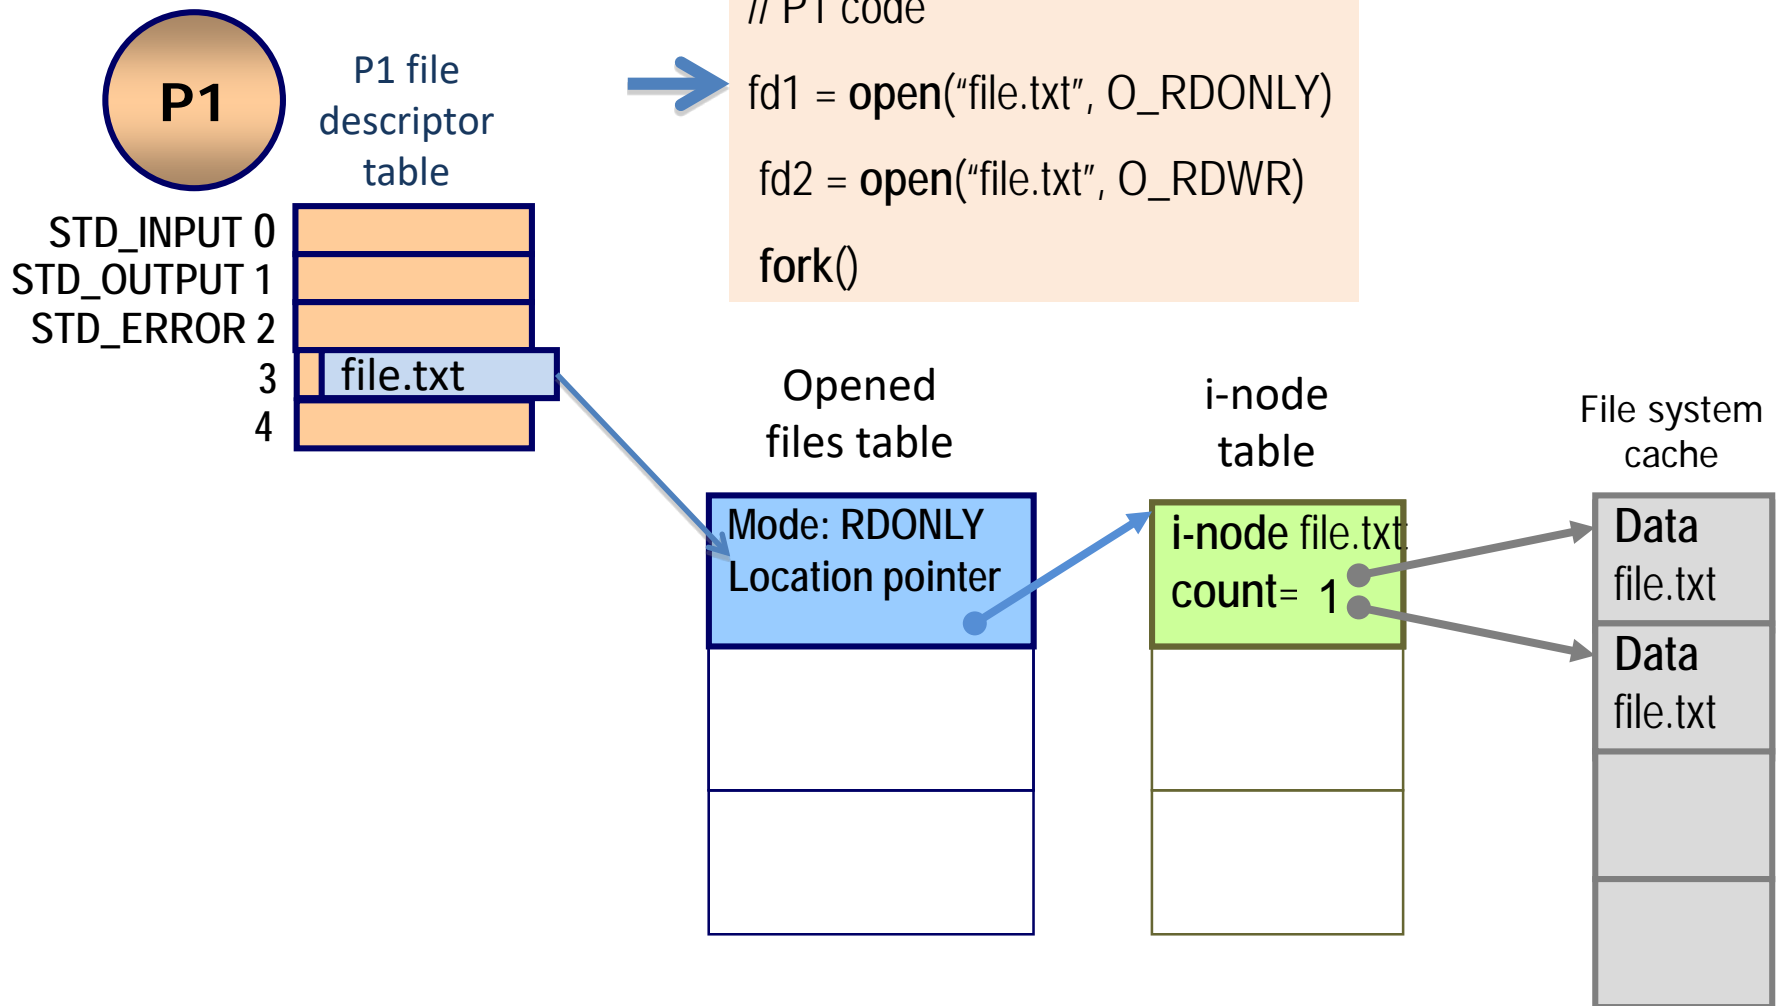 // P1 code
P1
P1 file
descriptor
table
fd1 = open(“file.txt”, O_RDONLY)
fd2 = open(“file.txt”, O_RDWR)
fork()
STD_INPUT 0
STD_OUTPUT 1
STD_ERROR 2
3 file.txt
4
Opened
files table
i-node
table
File system
cache
Mode: RDONLY
Location pointer
i-node file.txt
count= 1
Data
file.txt
Data
file.txt